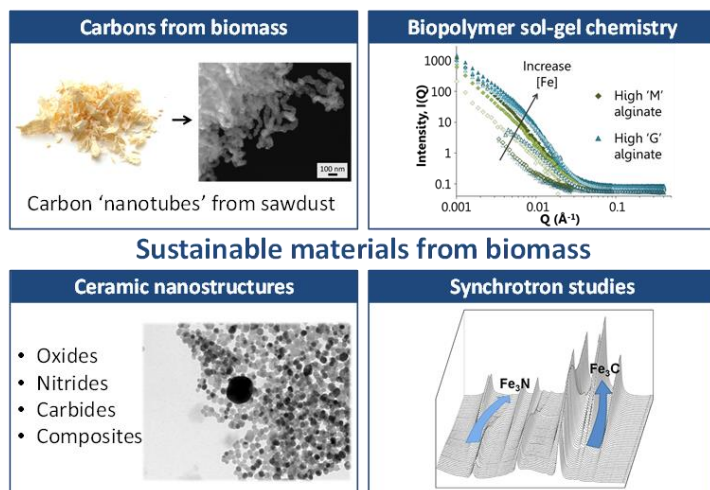 Carbons from biomass
100 nm
Carbon ‘nanotubes’ from sawdust
Biopolymer sol-gel chemistry
Intensity, I(Q)
1000
100
10
1
0.1
0.001
0.01
0.1
Q (Å⁻¹)
Increase
[Fe]
High ‘M’
alginate
High ‘G’
alginate
Sustainable materials from biomass
Ceramic nanostructures
• Oxides
• Nitrides
• Carbides
• Composites
Synchrotron studies
Fe₃N
Fe₃C